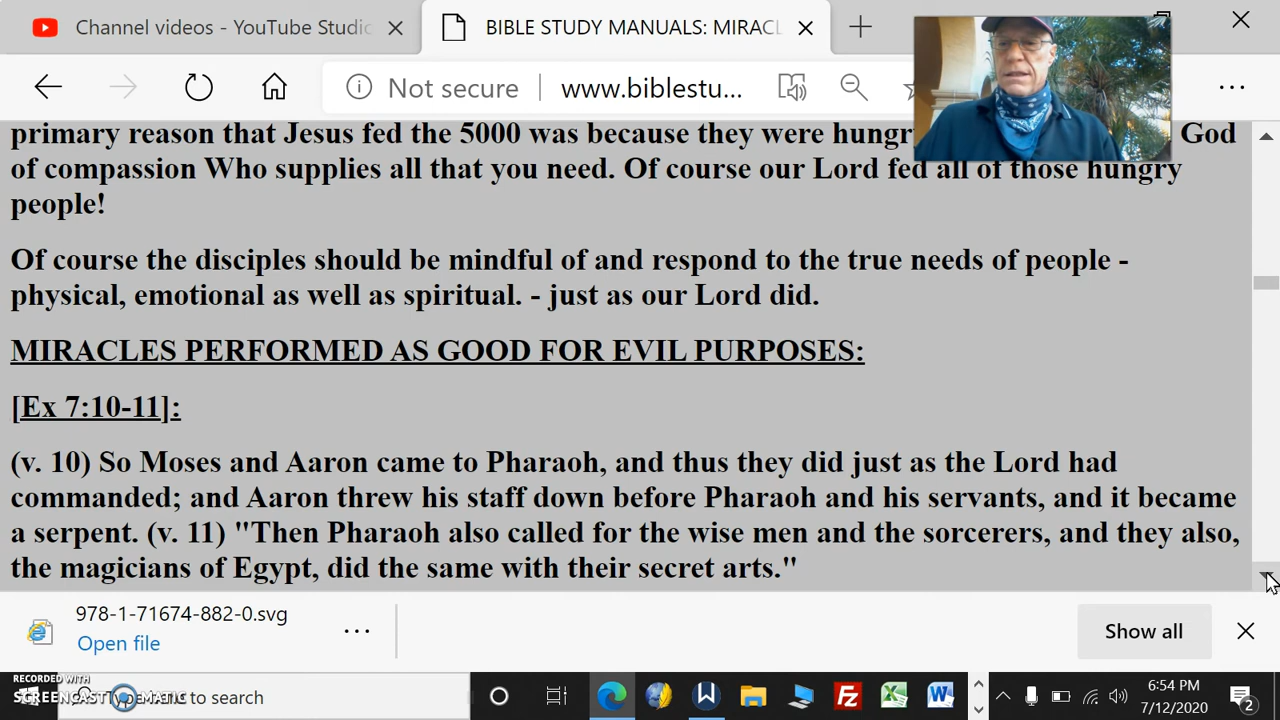 Channel videos - YouTube Studic
BIBLE STUDY MANUALS: MIRACL
Not secure
www.biblestu...
primary reason that Jesus fed the 5000 was because they were hungr God
of compassion Who supplies all that you need. Of course our Lord fed all of those hungry
people!
Of course the disciples should be mindful of and respond to the true needs of people -
physical, emotional as well as spiritual. - just as our Lord did.
MIRACLES PERFORMED AS GOOD FOR EVIL PURPOSES:
[Ex 7:10-11]:
(v. 10) So Moses and Aaron came to Pharaoh, and thus they did just as the Lord had
commanded; and Aaron threw his staff down before Pharaoh and his servants, and it became
a serpent. (v. 11) "Then Pharaoh also called for the wise men and the sorcerers, and they also,
the magicians of Egypt, did the same with their secret arts."
978-1-71674-882-0.svg
Open file
Show all
RECORDED WITH
SCREENCAST MATIC
Type here to search
6:54 PM
7/12/2020
2